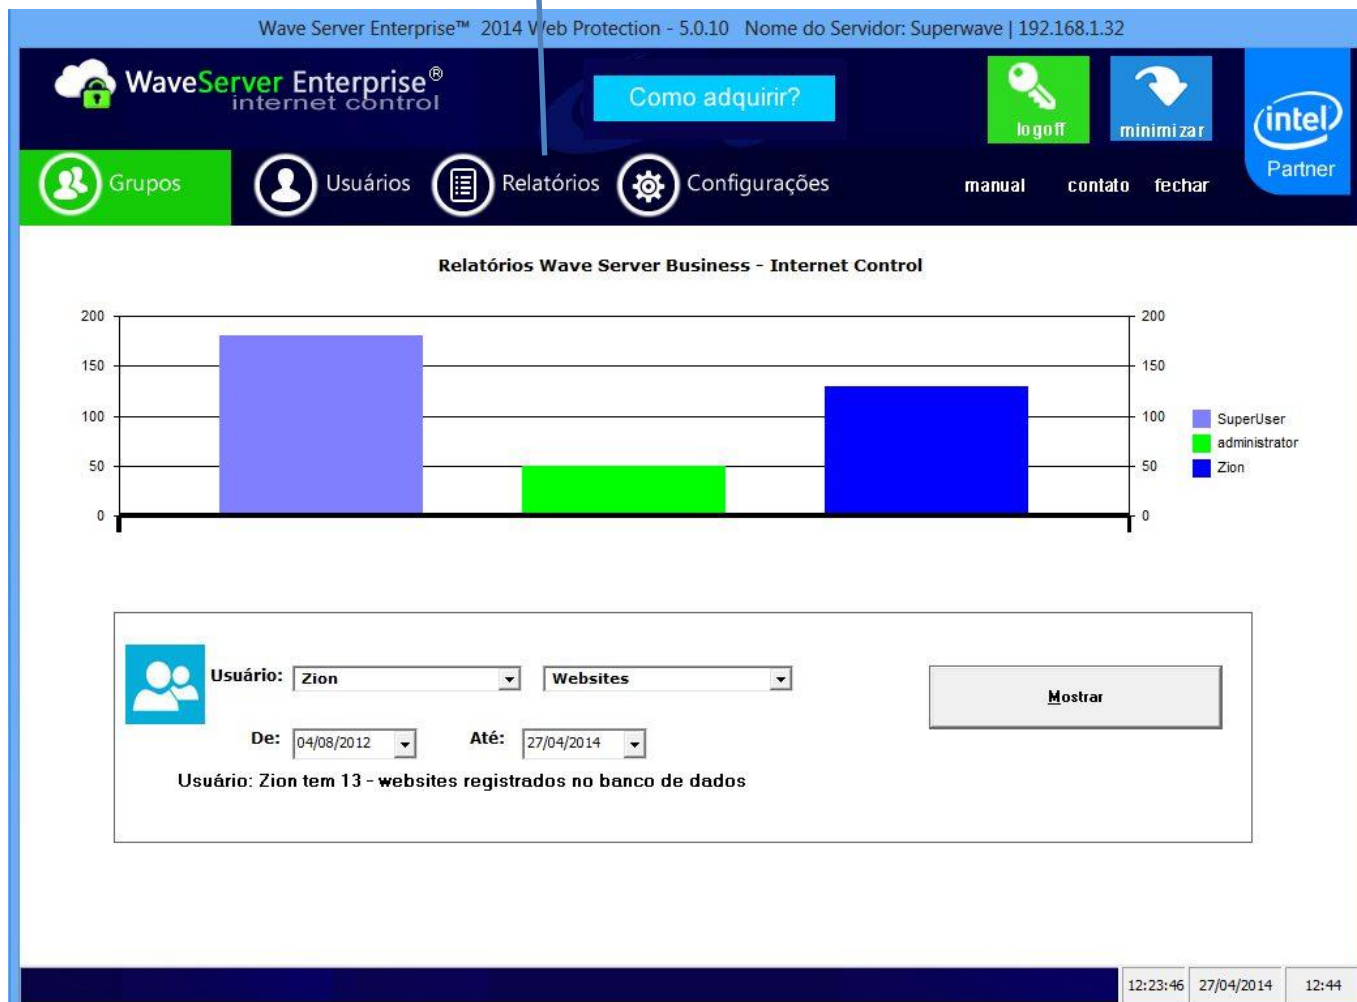 Wave Server Enterprise™ 2014 Web Protection - 5.0.10 Nome do Servidor: Superwave | 192.168.1.32
WaveServer Enterprise®
internet control
Como adquirir?
logoff
minimizar
intel
Partner
Grupos
Usuários
Relatórios
Configurações
manual
contato
fechar
Relatórios Wave Server Business - Internet Control
200
200
150
150
100
100
50
50
0
0
SuperUser
administrator
Zion
Usuário: Zion
Websites
Mostrar
De: 04/08/2012
Até: 27/04/2014
Usuário: Zion tem 13 - websites registrados no banco de dados
12:23:46 27/04/2014 12:44